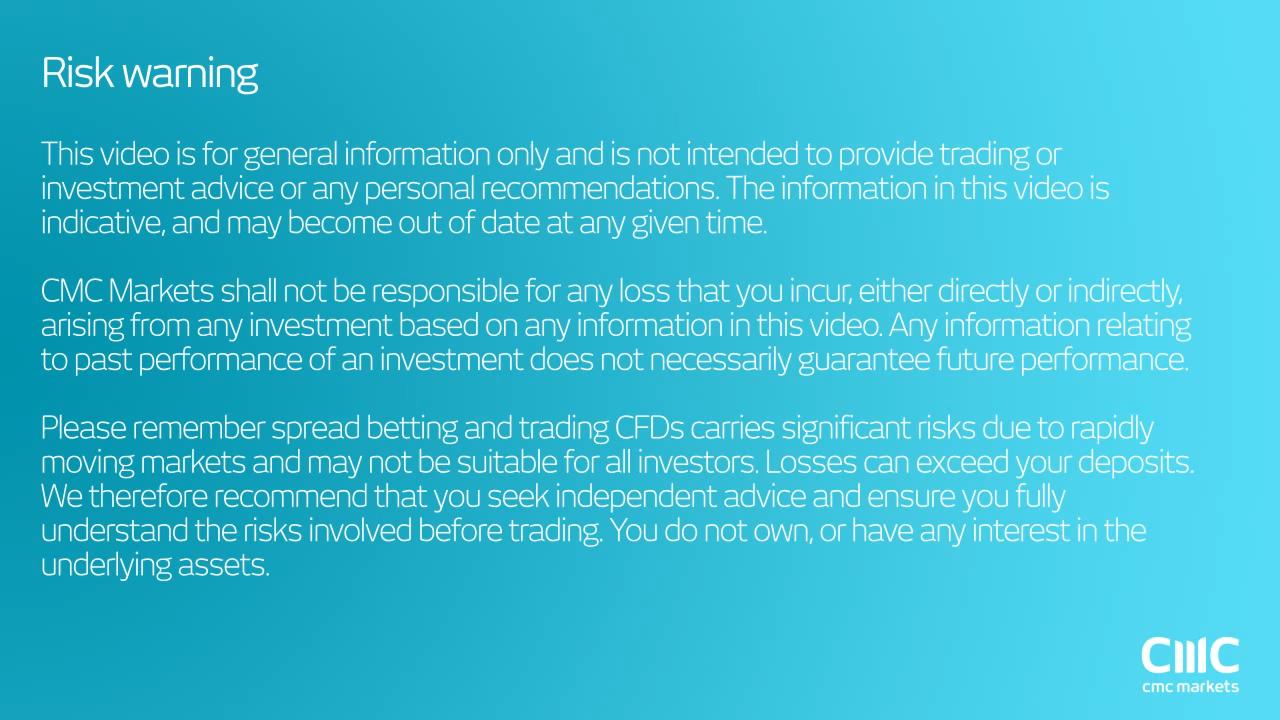 Risk warning
This video is for general information only and is not intended to provide trading or
investment advice or any personal recommendations. The information in this video is
indicative, and may become out of date at any given time.
CMC Markets shall not be responsible for any loss that you incur, either directly or indirectly,
arising from any investment based on any information in this video. Any information relating
to past performance of an investment does not necessarily guarantee future performance.
Please remember spread betting and trading CFDs carries significant risks due to rapidly
moving markets and may not be suitable for all investors. Losses can exceed your deposits.
We therefore recommend that you seek independent advice and ensure you fully
understand the risks involved before trading. You do not own, or have any interest in the
underlying assets.
CMC
cmc markets